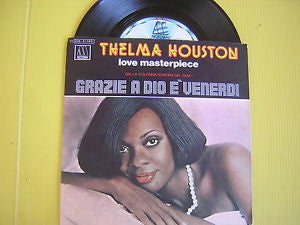 THELMA HOUSTON
love masterpiece
DALLA COLONNA SONORA DEL FILM
GRAZIE A DIO È VENERDI